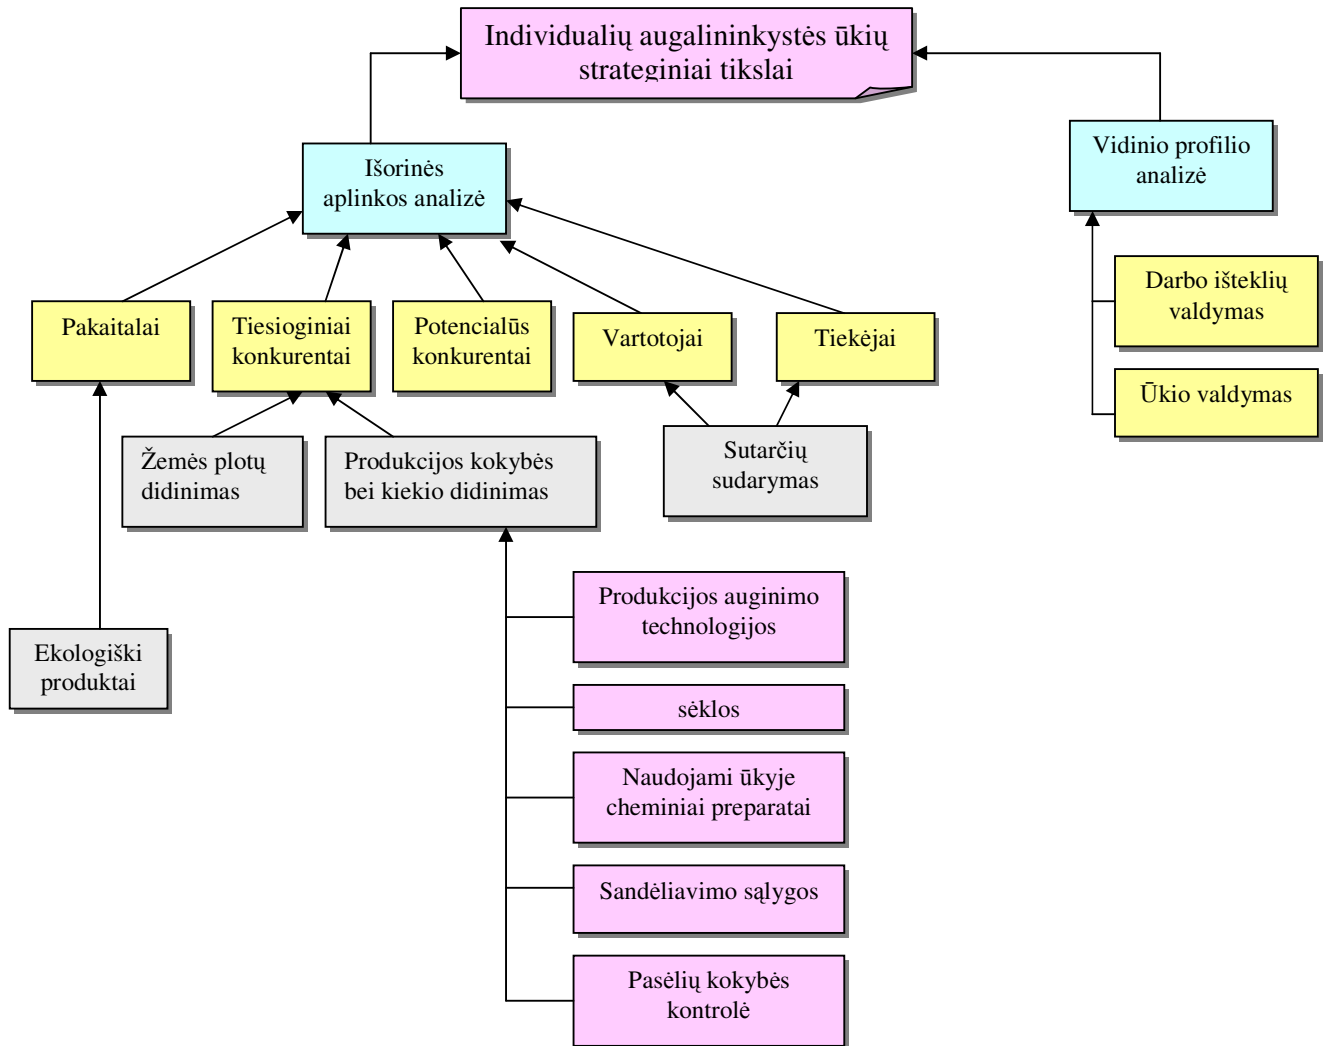 Individualių augalininkystės ūkių
strateginiai tikslai
Išorinės
aplinkos analizė
Vidinio profilio
analizė
Pakaitalai
Tiesioginiai
konkurentai
Potencialūs
konkurentai
Vartotojai
Tiekėjai
Darbo išteklių
valdymas
Ūkio valdymas
Žemės plotų
didinimas
Produkcijos kokybės
bei kiekio didinimas
Sutarčių
sudarymas
Ekologiški
produktai
Produkcijos auginimo
technologijos
sėklos
Naudojami ūkyje
cheminiai preparatai
Sandėliavimo sąlygos
Pasėlių kokybės
kontrolė